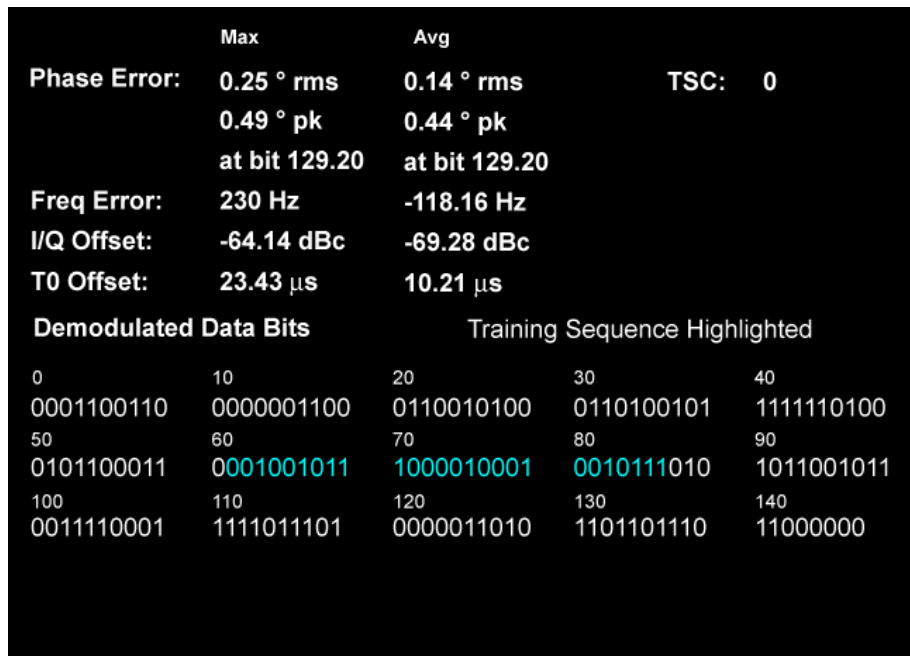 Max Avg
Phase Error: 0.25 ° rms 0.14 ° rms TSC: 0
0.49 ° pk 0.44 ° pk
at bit 129.20 at bit 129.20
Freq Error: 230 Hz -118.16 Hz
I/Q Offset: -64.14 dBc -69.28 dBc
T0 Offset: 23.43 μs 10.21 μs
Demodulated Data Bits Training Sequence Highlighted
0 10 20 30 40
0001100110 0000001100 0110010100 0110100101 1111110100
50 60 70 80 90
0101100011 0001001011 1000010001 0010111010 1011001011
100 110 120 130 140
0011110001 1111011101 0000011010 1101101110 11000000